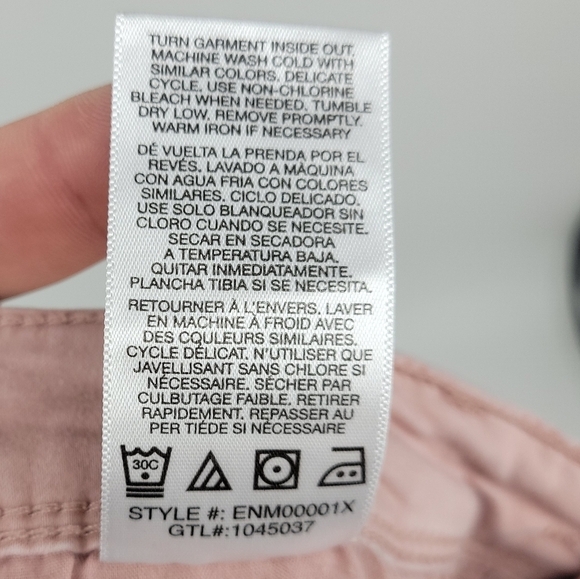 TURN GARMENT INSIDE OUT,
MACHINE WASH COLD WITH
SIMILAR COLORS. DELICATE
CYCLE. USE NON-CHLORINE
BLEACH WHEN NEEDED. TUMBLE
DRY LOW. REMOVE PROMPTLY.
WARM IRON IF NECESSARY
DÉ VUELTA LA PRENDA POR EL
REVÉS. LAVADO A MÁQUINA
CON AGUA FRIA CON COLORES
SIMILARES. CICLO DELICADO.
USE SOLO BLANQUEADOR SIN
CLORO CUANDO SE NECESITE.
SECAR EN SECADORA
A TEMPERATURA BAJA.
QUITAR INMEDIATAMENTE.
PLANCHA TIBIA SI SE NECESITA.
RETOURNER À L'ENVERS. LAVER
EN MACHINE À FROID AVEC
DES COULEURS SIMILAIRES.
CYCLE DÉLICAT. N'UTILISER QUE
JAVELLISANT SANS CHLORE SI
NÉCESSAIRE. SÉCHER PAR
CULBUTAGE FAIBLE. RETIRER
RAPIDEMENT. REPASSER AU
PER TIÉDE SI NÉCESSAIRE
30C
STYLE #: ENM00001X
GTL#:1045037